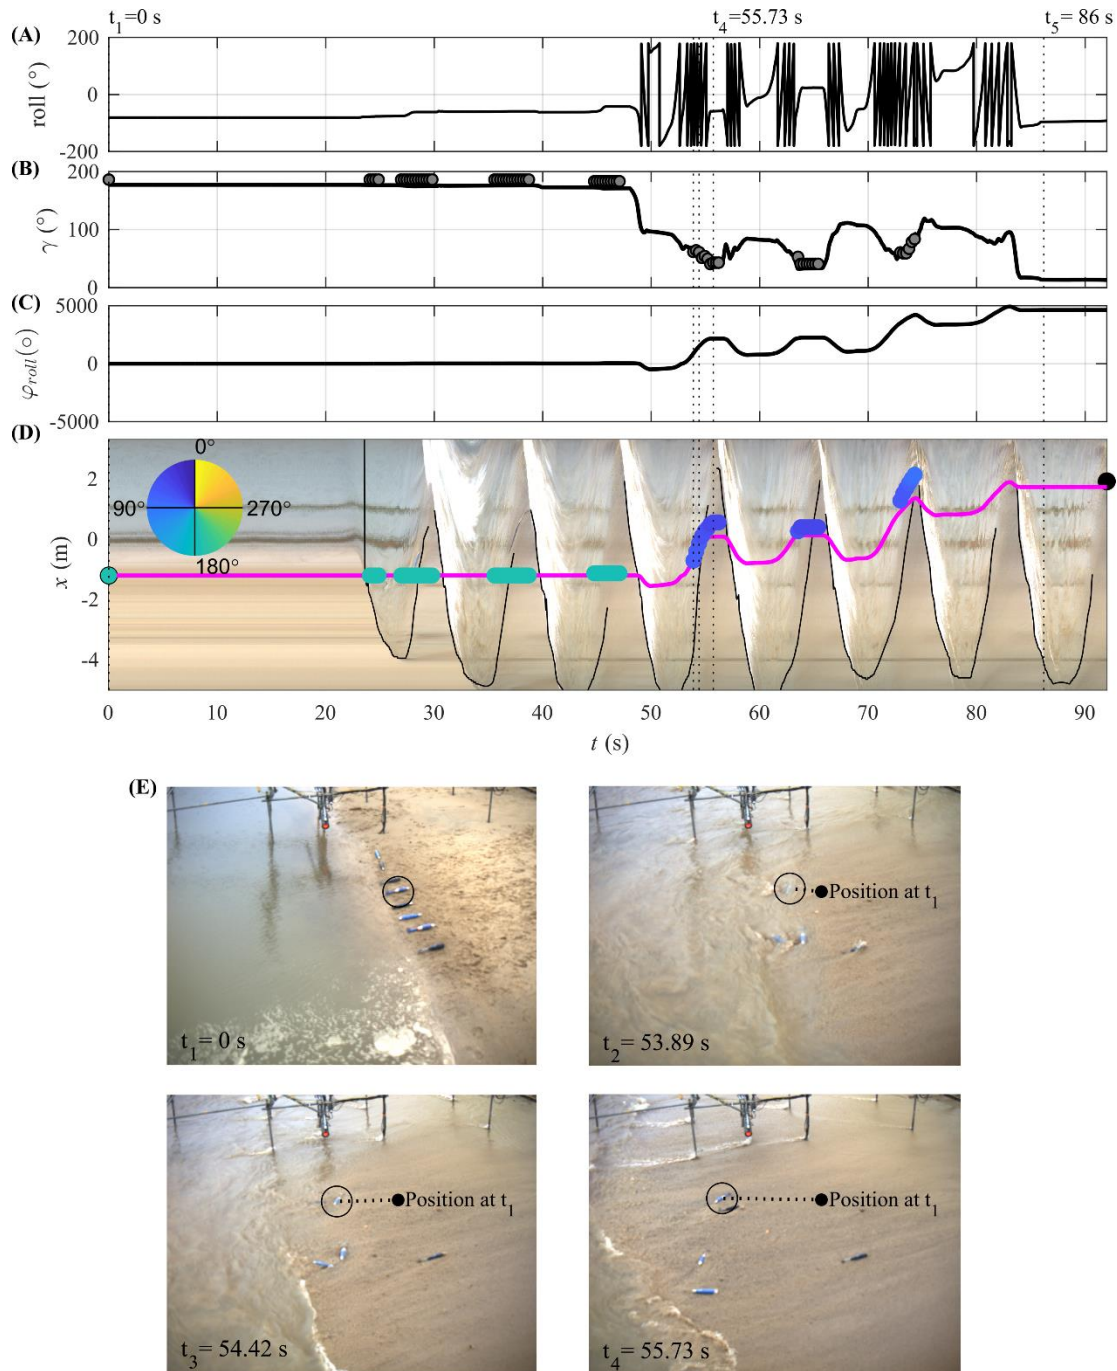 t1=0 s t4=55.73 s t5= 86 s
(A)
200
0
-200
roll (°)
(B)
200
100
0
γ (°)
(C)
5000
0
-5000
φroll(○)
(D)
0°
90° 270°
180°
2
0
-2
-4
x (m)
0 10 20 30 40 50 60 70 80 90
t (s)
(E)
t1= 0 s
Position at t1
t2= 53.89 s
Position at t1
t3= 54.42 s
Position at t1
t4= 55.73 s